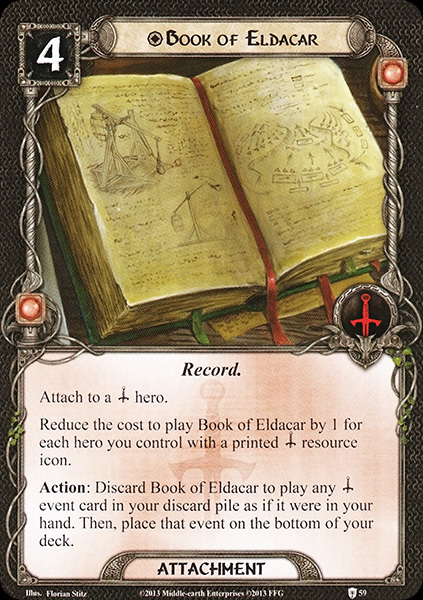 4
Book of Eldacar
Record.
Attach to a hero.
Reduce the cost to play Book of Eldacar by 1 for
each hero you control with a printed resource
icon.
Action: Discard Book of Eldacar to play any
event card in your discard pile as if it were in your
hand. Then, place that event on the bottom of your
deck.
ATTACHMENT
Illus. Florian Stitz ©2013 Middle-earth Enterprises ©2013 FFG 59